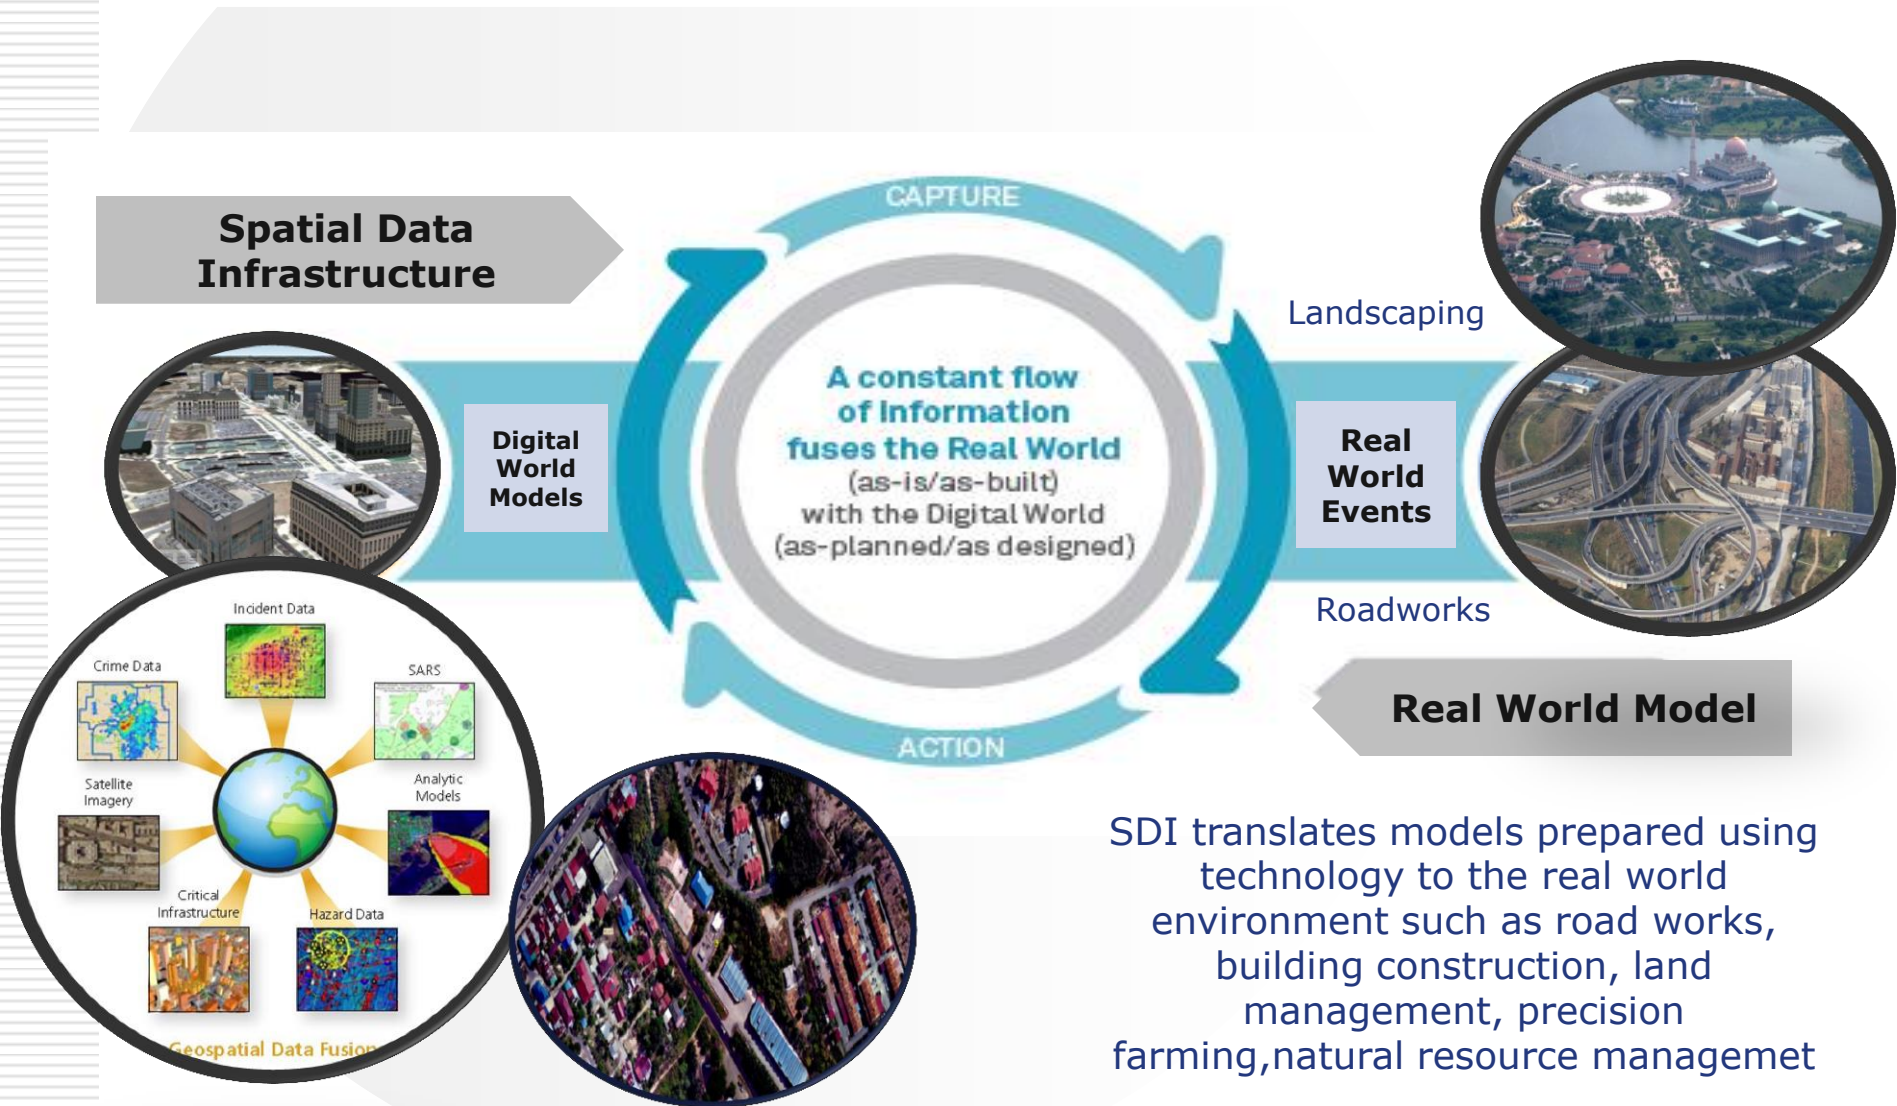 Spatial Data
Infrastructure
CAPTURE
Landscaping
A constant flow
of Information
fuses the Real World
(as-is/as-built)
with the Digital World
(as-planned/as designed)
Digital
World
Models
Real
World
Events
Roadworks
Real World Model
ACTION
Incident Data
Crime Data
SARS
Satellite
Imagery
Analytic
Models
Critical
Infrastructure
Hazard Data
Geospatial Data Fusion
SDI translates models prepared using
technology to the real world
environment such as road works,
building construction, land
management, precision
farming,natural resource managemet